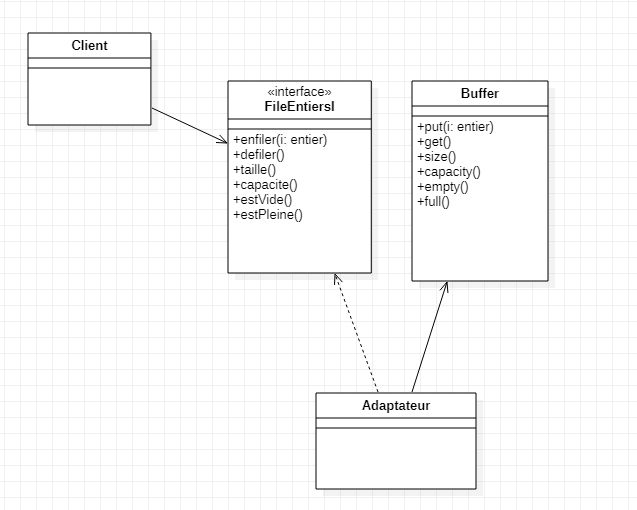 Client
«interface»
FileEntiersI
+enfiler(i: entier)
+defiler()
+taille()
+capacite()
+estVide()
+estPleine()
Buffer
+put(i: entier)
+get()
+size()
+capacity()
+empty()
+full()
Adaptateur